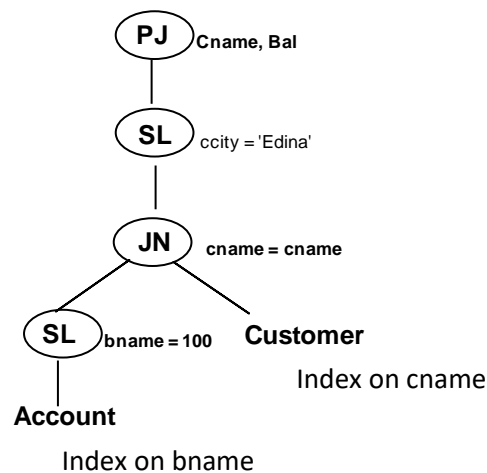 PJ Cname, Bal
SL ccity = 'Edina'
JN cname = cname
SL bname = 100 Customer
Index on cname
Account
Index on bname